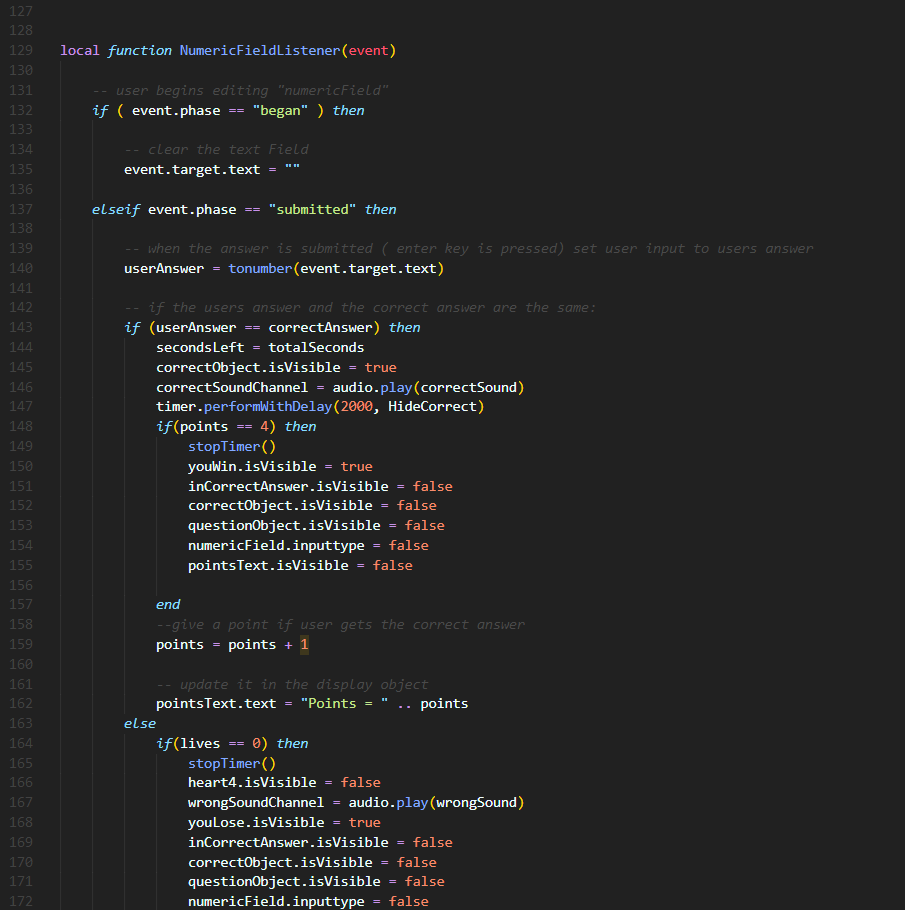 127
128
129 local function NumericFieldListener(event)
130
131 -- user begins editing "numericField"
132 if ( event.phase == "began" ) then
133
134 -- clear the text Field
135 event.target.text = ""
136
137 elseif event.phase == "submitted" then
138
139 -- when the answer is submitted ( enter key is pressed) set user input to users answer
140 userAnswer = tonumber(event.target.text)
141
142 -- if the users answer and the correct answer are the same:
143 if (userAnswer == correctAnswer) then
144 secondsLeft = totalSeconds
145 correctObject.isVisible = true
146 correctSoundChannel = audio.play(correctSound)
147 timer.performWithDelay(2000, HideCorrect)
148 if(points == 4) then
149 stopTimer()
150 youWin.isVisible = true
151 inCorrectAnswer.isVisible = false
152 correctObject.isVisible = false
153 questionObject.isVisible = false
154 numericField.inputtype = false
155 pointsText.isVisible = false
156
157 end
158 --give a point if user gets the correct answer
159 points = points + 1
160
161 -- update it in the display object
162 pointsText.text = "Points = " .. points
163 else
164 if(lives == 0) then
165 stopTimer()
166 heart4.isVisible = false
167 wrongSoundChannel = audio.play(wrongSound)
168 youLose.isVisible = true
169 inCorrectAnswer.isVisible = false
170 correctObject.isVisible = false
171 questionObject.isVisible = false
172 numericField.inputtype = false